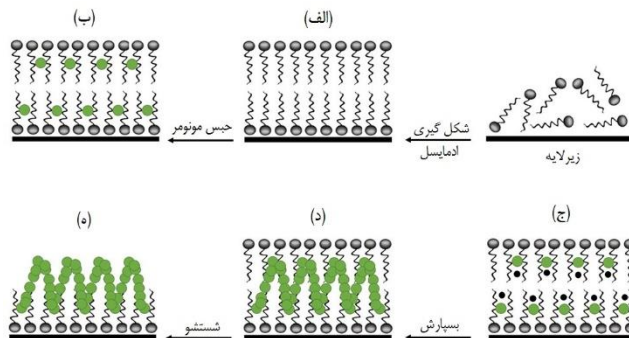 (الف)
(ب)
شکل گیری
ادمایسل
حبس مونومر
زیرلایه
(ج)
(د)
(ه)
بسپارش
شستشو